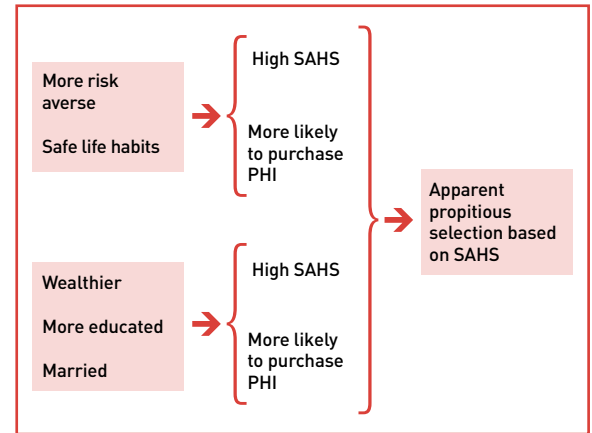 More risk
averse
Safe life habits
High SAHS
More likely
to purchase
PHI
Wealthier
More educated
Married
High SAHS
More likely
to purchase
PHI
Apparent
propitious
selection based
on SAHS